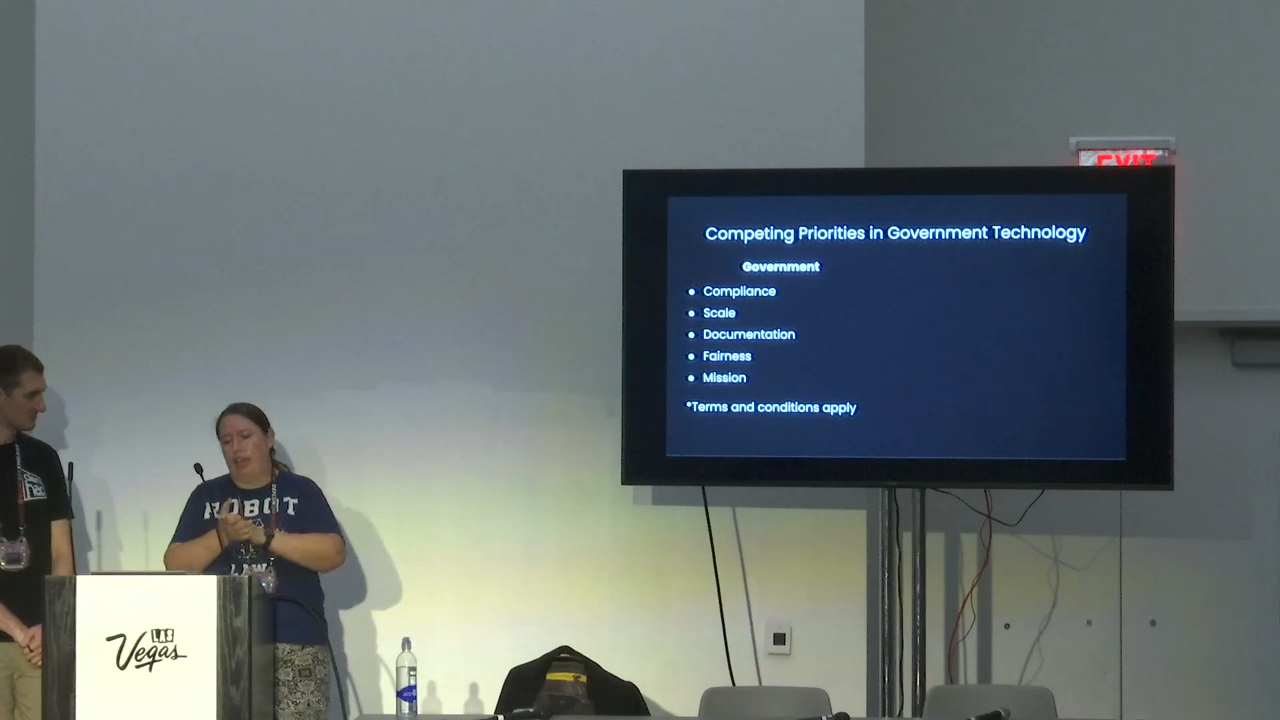 EXIT
Competing Priorities in Government Technology
Government
● Compliance
● Scale
● Documentation
● Fairness
● Mission
*Terms and conditions apply
ROBOT
LAW
LAS
Vegas